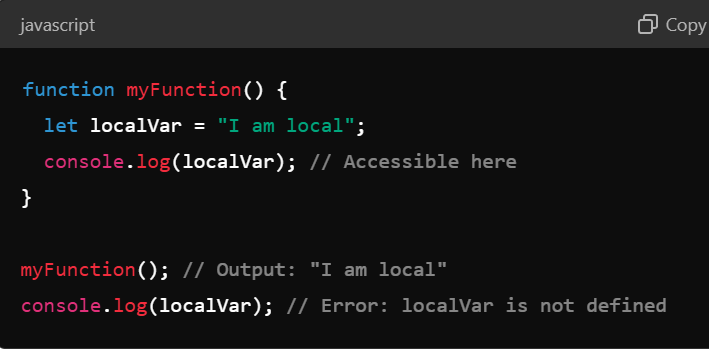 javascript
Copy
function myFunction() {
  let localVar = "I am local";
  console.log(localVar); // Accessible here
}
myFunction(); // Output: "I am local"
console.log(localVar); // Error: localVar is not defined